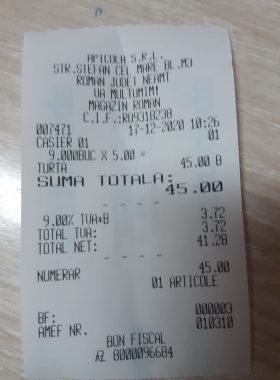 APICOLA S.R.L.
STR.STEFAN CEL MARE BL.M3
ROMAN JUDET NEAMT
VA MULTUMIM!
MAGAZIN ROMAN
C.I.F.:RO9318238
007471 17-12-2020 10:26
CASIER 01 01
9.000BUC X 5.00 =
TURTA 45.00 B
SUMA TOTALA: 45.00
- - - -
9.00% TVA*B 3.72
TOTAL TVA: 3.72
TOTAL NET: 41.28
- - - -
NUMERAR 45.00
01 ARTICOLE
BF: 000003
AMEF NR. 010310
BON FISCAL
8000096684